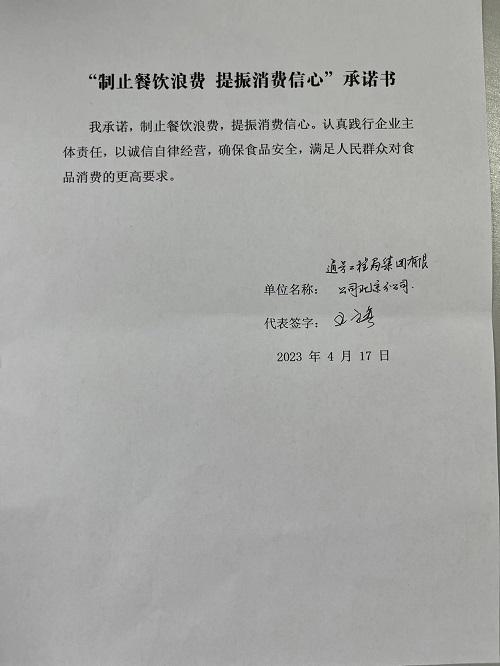 “制止餐饮浪费 提振消费信心”承诺书
我承诺，制止餐饮浪费，提振消费信心。认真践行企业主
体责任，以诚信自律经营，确保食品安全，满足人民群众对食
品消费的更高要求。
通号工程局集团有限
单位名称： 公司北京分公司.
代表签字：
2023 年 4 月 17 日